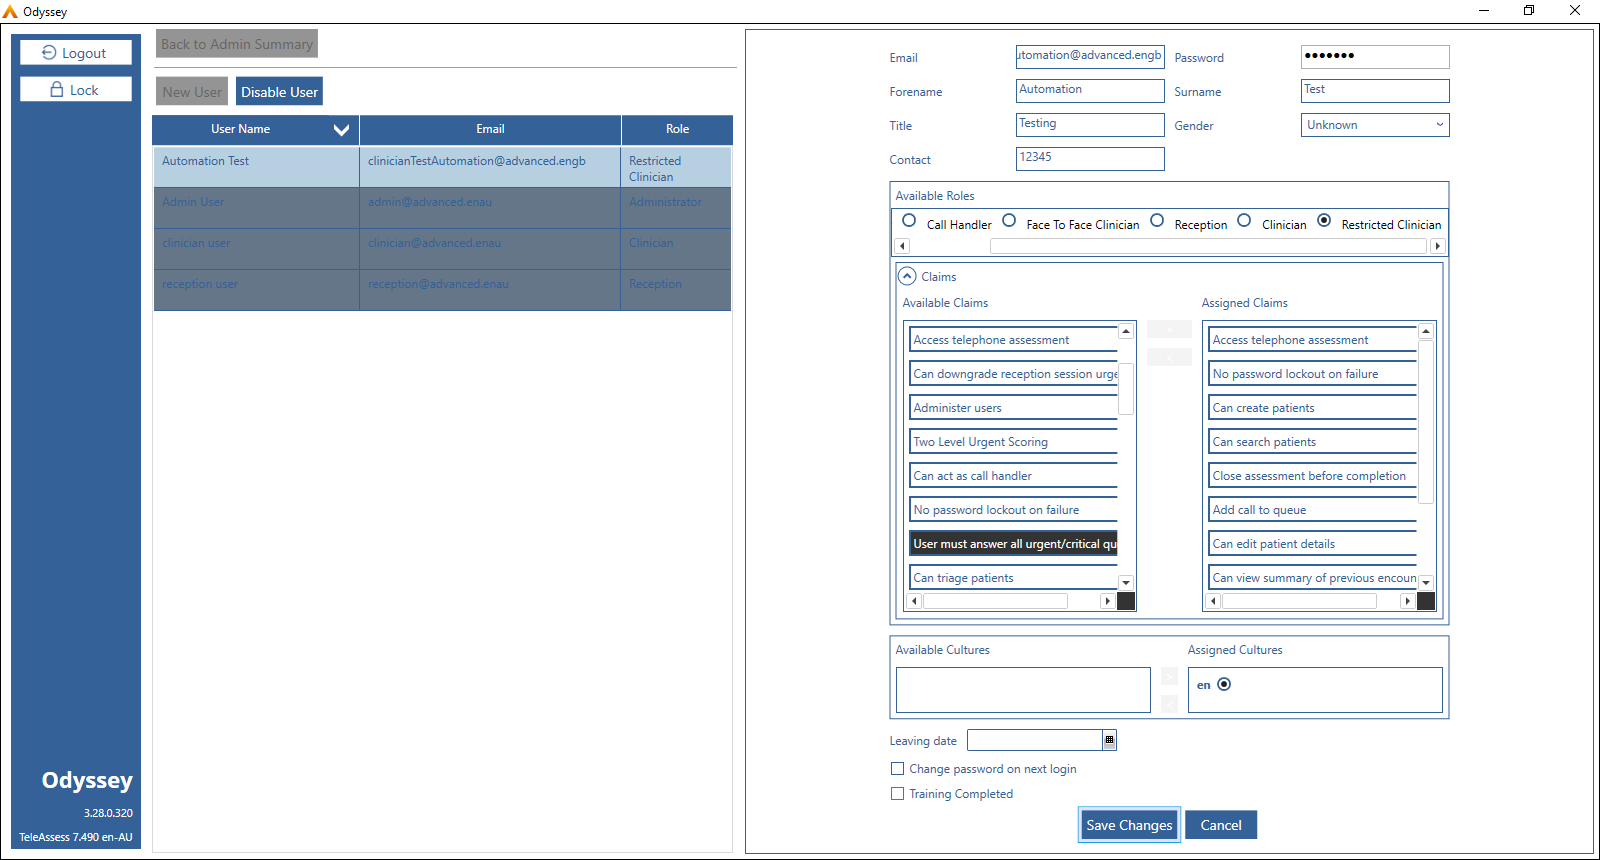 Odyssey
Logout
Lock
Back to Admin Summary
New User
Disable User
User Name
Email
Role
Automation Test
clinicianTestAutomation@advanced.engb
Restricted
Clinician
Admin User
admin@advanced.enau
Administrator
clinician user
clinician@advanced.enau
Clinician
reception user
reception@advanced.enau
Reception
Odyssey
3.28.0.320
TeleAssess 7.490 en-AU
Email
utomation@advanced.engb
Password
•••••••
Forename
Automation
Surname
Test
Title
Testing
Gender
Unknown
Contact
12345
Available Roles
Call Handler
Face To Face Clinician
Reception
Clinician
Restricted Clinician
Claims
Available Claims
Access telephone assessment
Can downgrade reception session urge
Administer users
Two Level Urgent Scoring
Can act as call handler
No password lockout on failure
User must answer all urgent/critical qu
Can triage patients
Assigned Claims
Access telephone assessment
No password lockout on failure
Can create patients
Can search patients
Close assessment before completion
Add call to queue
Can edit patient details
Can view summary of previous encoun
Available Cultures
>
<
Assigned Cultures
en
Leaving date
Change password on next login
Training Completed
Save Changes
Cancel